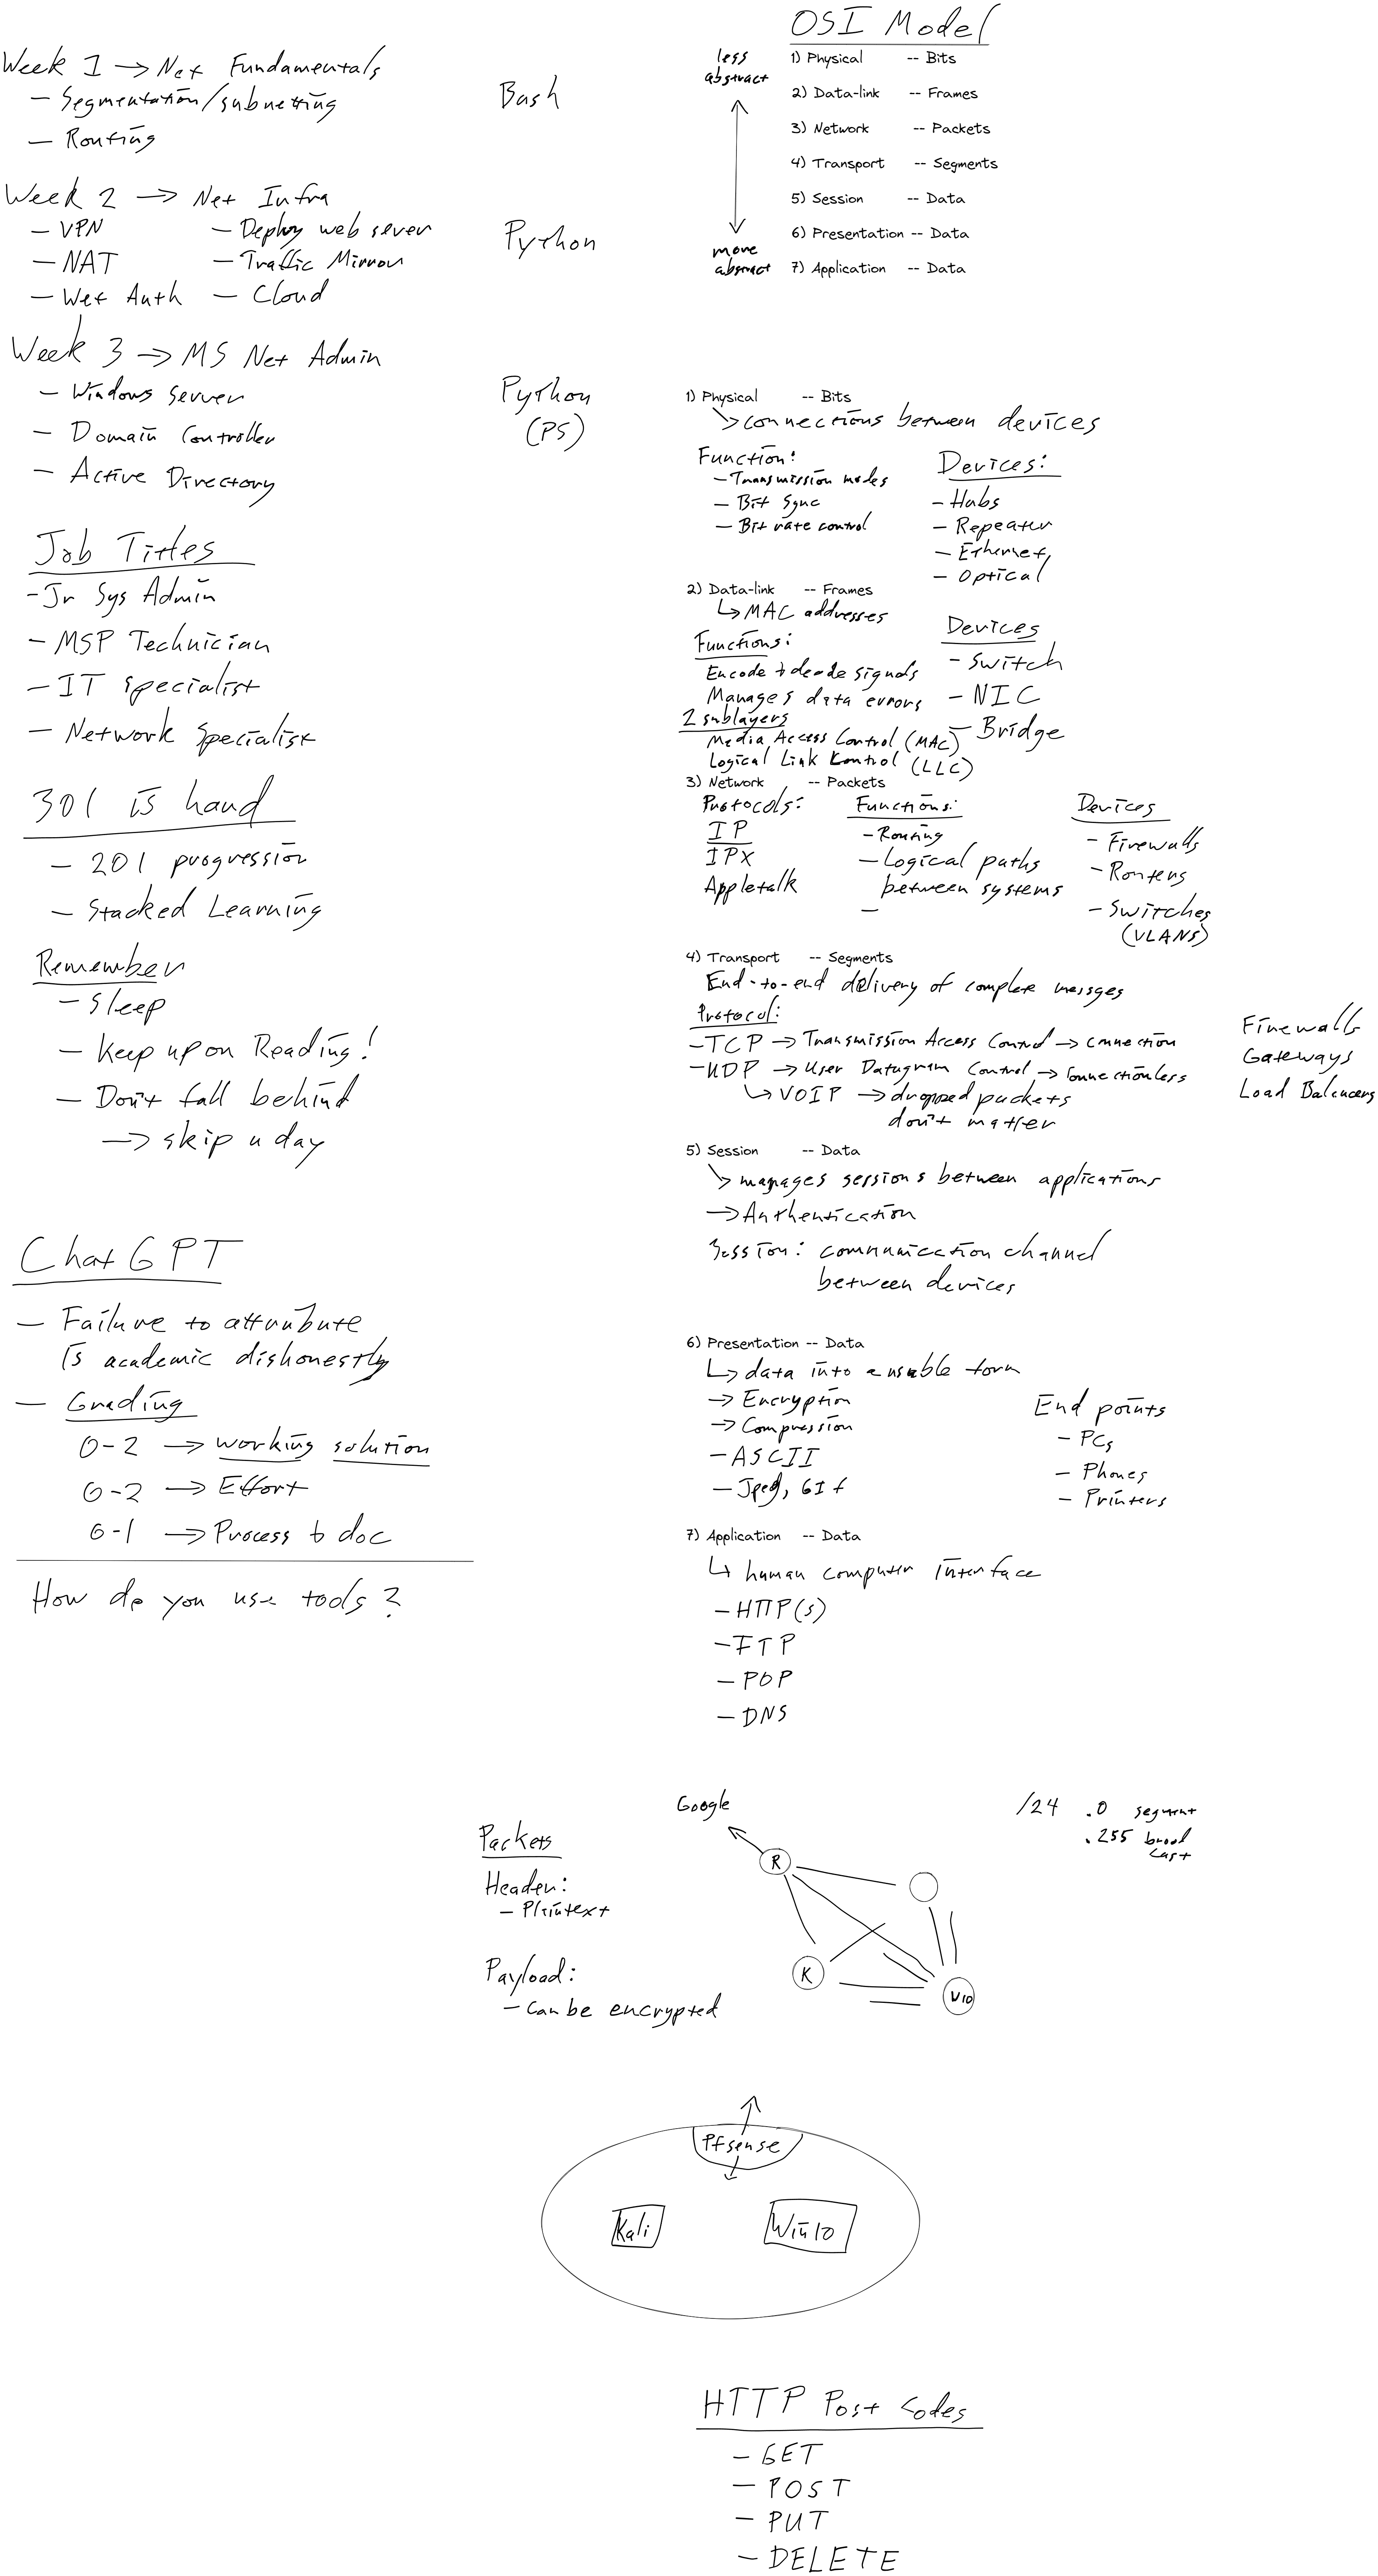 Week 1 → Net Fundamentals
- Segmentation/subnetting
- Routing
Bash
Week 2 → Net Infra
- VPN
- NAT
- Wet Auth
- Deploy web sever
- Traffic Mirror
- Cloud
Python
Week 3 → MS Net Admin
- Windows Server
- Domain Controller
- Active Directory
Python
(PS)
Job Titles
- Jr Sys Admin
- MSP Technician
- IT specialist
- Network Specialist
301 is hard
- 201 progression
- Stacked Learning
Remember
- Sleep
- Keep up on Reading!
- Don't fall behind
→ skip a day
ChatGPT
- Failure to attribute
is academic dishonestly
- Grading
0-2 → working solution
0-2 → Effort
0-1 → Process to doc
How do you use tools?
OSI Model
less
abstract
more
abstract
1) Physical -- Bits
2) Data-link -- Frames
3) Network -- Packets
4) Transport -- Segments
5) Session -- Data
6) Presentation -- Data
7) Application -- Data
1) Physical -- Bits
↘ connections between devices
Function:
- Transmission modes
- Bit Sync
- Bit rate control
Devices:
- Hubs
- Repeater
- Ethernet,
- Optical
2) Data-link -- Frames
↳ MAC addresses
Functions:
Encode + decode signals
Manages data errors
2 sublayers
Media Access Control (MAC)
Logical Link Control (LLC)
Devices
- Switch
- NIC
- Bridge
3) Network -- Packets
Protocols:
IP
IPX
Appletalk
Functions:
- Routing
- Logical paths
between systems
-
Devices
- Firewalls
- Routers
- Switches
(VLANS)
4) Transport -- Segments
End-to-end delivery of complete messges
Protocol:
- TCP → Transmission Access Control → connection
- UDP → User Datagram Control → Connectionless
↳ VOIP → dropped packets
don't matter
Firewalls
Gateways
Load Balancers
5) Session -- Data
↘ manages sessions between applications
→ Authentication
Session: communication channel
between devices
6) Presentation -- Data
↳ data into a usable form
→ Encryption
→ Compression
- ASCII
- Jpeg, GIf
End points
- PCs
- Phones
- Printers
7) Application -- Data
↳ human computer interface
- HTTP(s)
- FTP
- POP
- DNS
Packets
Header:
- Plaintext
Payload:
- Can be encrypted
Google
R
K
W10
/24 .0 segment
.255 broad
cast
Pfsense
Kali
Win10
HTTP Post Codes
- GET
- POST
- PUT
- DELETE